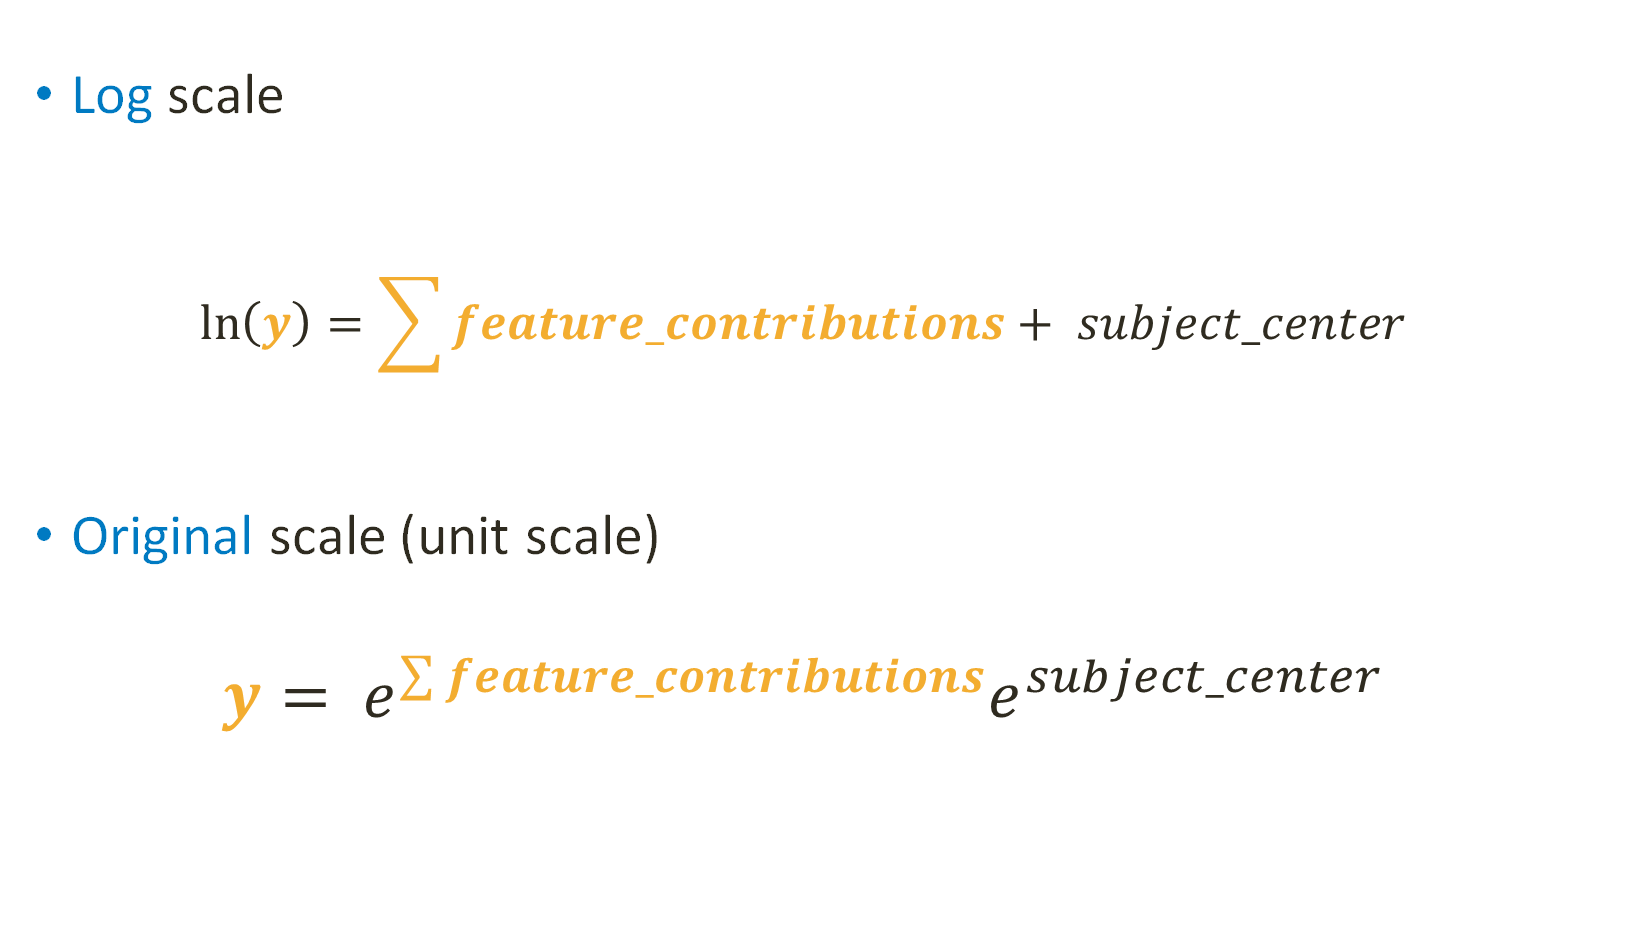 • Log scale
ln(y) = ∑ feature_contributions + subject_center
• Original scale (unit scale)
y = e^{∑ feature_contributions} e^{subject_center}